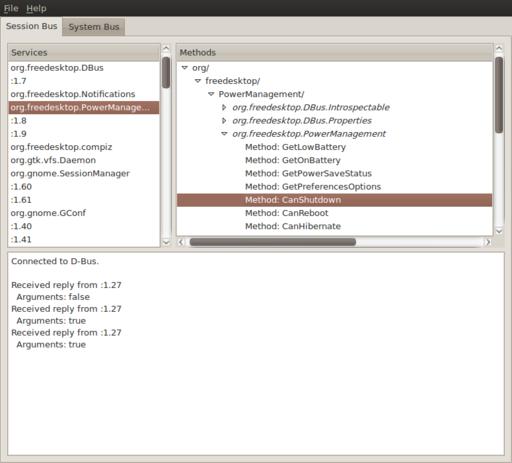 File Help
Session Bus System Bus
Services
org.freedesktop.DBus
:1.7
org.freedesktop.Notifications
org.freedesktop.PowerManage...
:1.8
:1.9
org.freedesktop.compiz
org.gtk.vfs.Daemon
org.gnome.SessionManager
:1.60
:1.61
org.gnome.GConf
:1.40
:1.41
Methods
org/
freedesktop/
PowerManagement/
org.freedesktop.DBus.Introspectable
org.freedesktop.DBus.Properties
org.freedesktop.PowerManagement
Method: GetLowBattery
Method: GetOnBattery
Method: GetPowerSaveStatus
Method: GetPreferencesOptions
Method: CanShutdown
Method: CanReboot
Method: CanHibernate
Connected to D-Bus.
Received reply from :1.27
Arguments: false
Received reply from :1.27
Arguments: true
Received reply from :1.27
Arguments: true